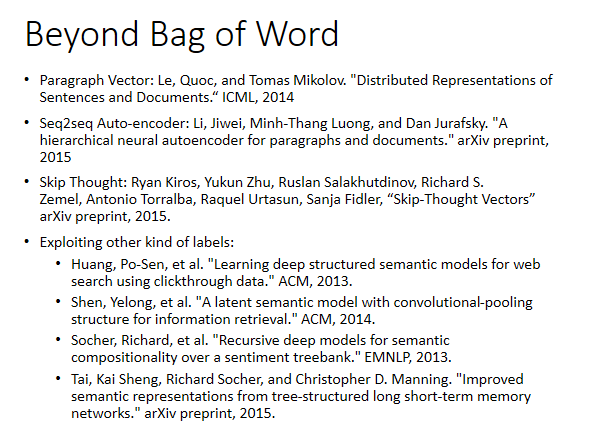 Beyond Bag of Word
• Paragraph Vector: Le, Quoc, and Tomas Mikolov. "Distributed Representations of
Sentences and Documents.“ ICML, 2014
• Seq2seq Auto-encoder: Li, Jiwei, Minh-Thang Luong, and Dan Jurafsky. "A
hierarchical neural autoencoder for paragraphs and documents." arXiv preprint,
2015
• Skip Thought: Ryan Kiros, Yukun Zhu, Ruslan Salakhutdinov, Richard S.
Zemel, Antonio Torralba, Raquel Urtasun, Sanja Fidler, “Skip-Thought Vectors”
arXiv preprint, 2015.
• Exploiting other kind of labels:
• Huang, Po-Sen, et al. "Learning deep structured semantic models for web
search using clickthrough data." ACM, 2013.
• Shen, Yelong, et al. "A latent semantic model with convolutional-pooling
structure for information retrieval." ACM, 2014.
• Socher, Richard, et al. "Recursive deep models for semantic
compositionality over a sentiment treebank." EMNLP, 2013.
• Tai, Kai Sheng, Richard Socher, and Christopher D. Manning. "Improved
semantic representations from tree-structured long short-term memory
networks." arXiv preprint, 2015.